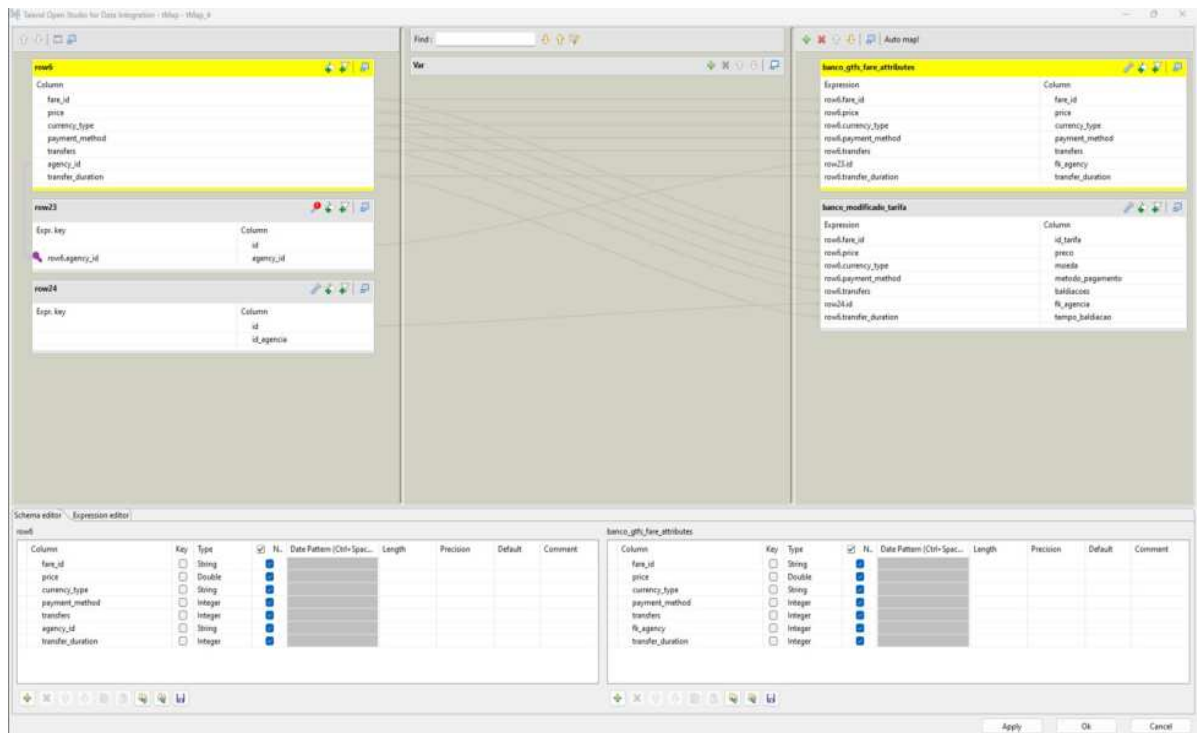 Talend Open Studio for Data Integration - tMap - tMap_6
Find :
Auto map!
row6
Column
fare_id
price
currency_type
payment_method
transfers
agency_id
transfer_duration
row23
Expr. key Column
id
row6.agency_id agency_id
row24
Expr. key Column
id
id_agencia
Var
banco_gtfs_fare_attributes
Expression Column
row6.fare_id fare_id
row6.price price
row6.currency_type currency_type
row6.payment_method payment_method
row6.transfers transfers
row23.id fk_agency
row6.transfer_duration transfer_duration
banco_modificado_tarifa
Expression Column
row6.fare_id id_tarifa
row6.price preco
row6.currency_type moeda
row6.payment_method metodo_pagamento
row6.transfers baldiacoes
row24.id fk_agencia
row6.transfer_duration tempo_baldiacao
Schema editor Expression editor
row6
Column Key Type N.. Date Pattern (Ctrl+Spac... Length Precision Default Comment
fare_id String
price Double
currency_type String
payment_method Integer
transfers Integer
agency_id String
transfer_duration Integer
banco_gtfs_fare_attributes
Column Key Type N.. Date Pattern (Ctrl+Spac... Length Precision Default Comment
fare_id String
price Double
currency_type String
payment_method Integer
transfers Integer
fk_agency Integer
transfer_duration Integer
Apply Ok Cancel